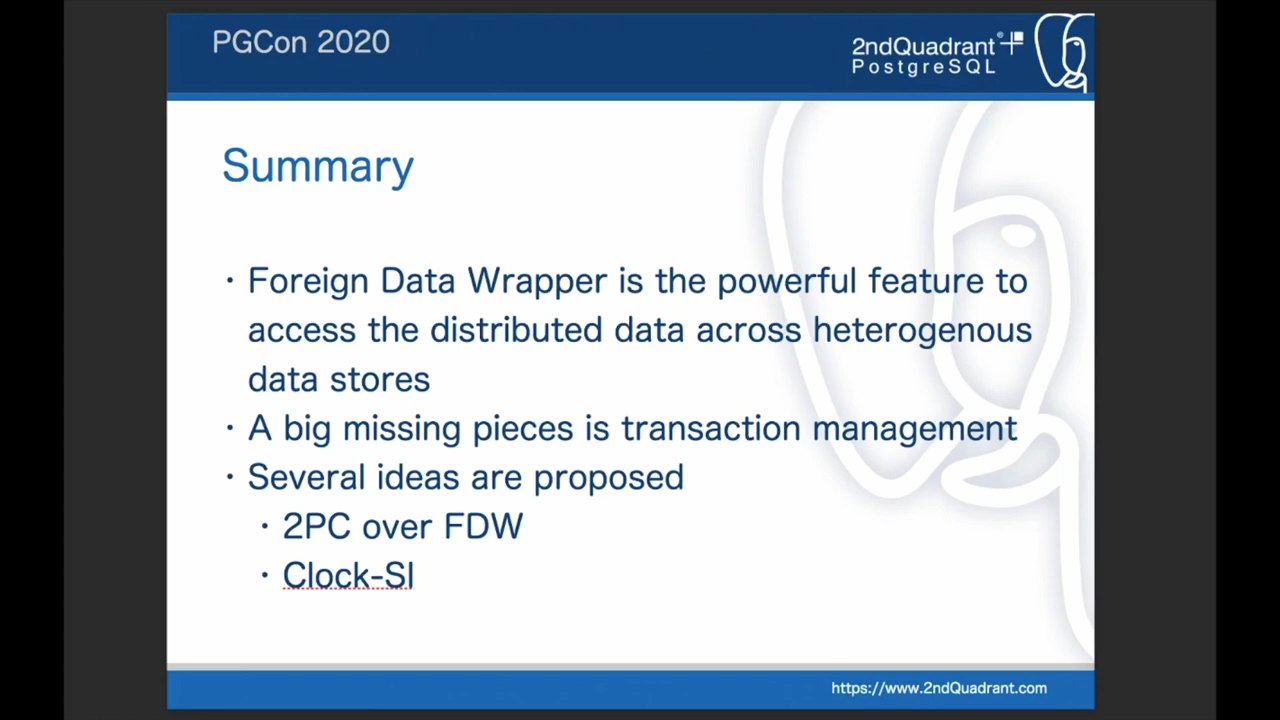 PGCon 2020
2ndQuadrant®
PostgreSQL
Summary
・Foreign Data Wrapper is the powerful feature to
access the distributed data across heterogenous
data stores
・A big missing pieces is transaction management
・Several ideas are proposed
・2PC over FDW
・Clock-SI
https://www.2ndQuadrant.com